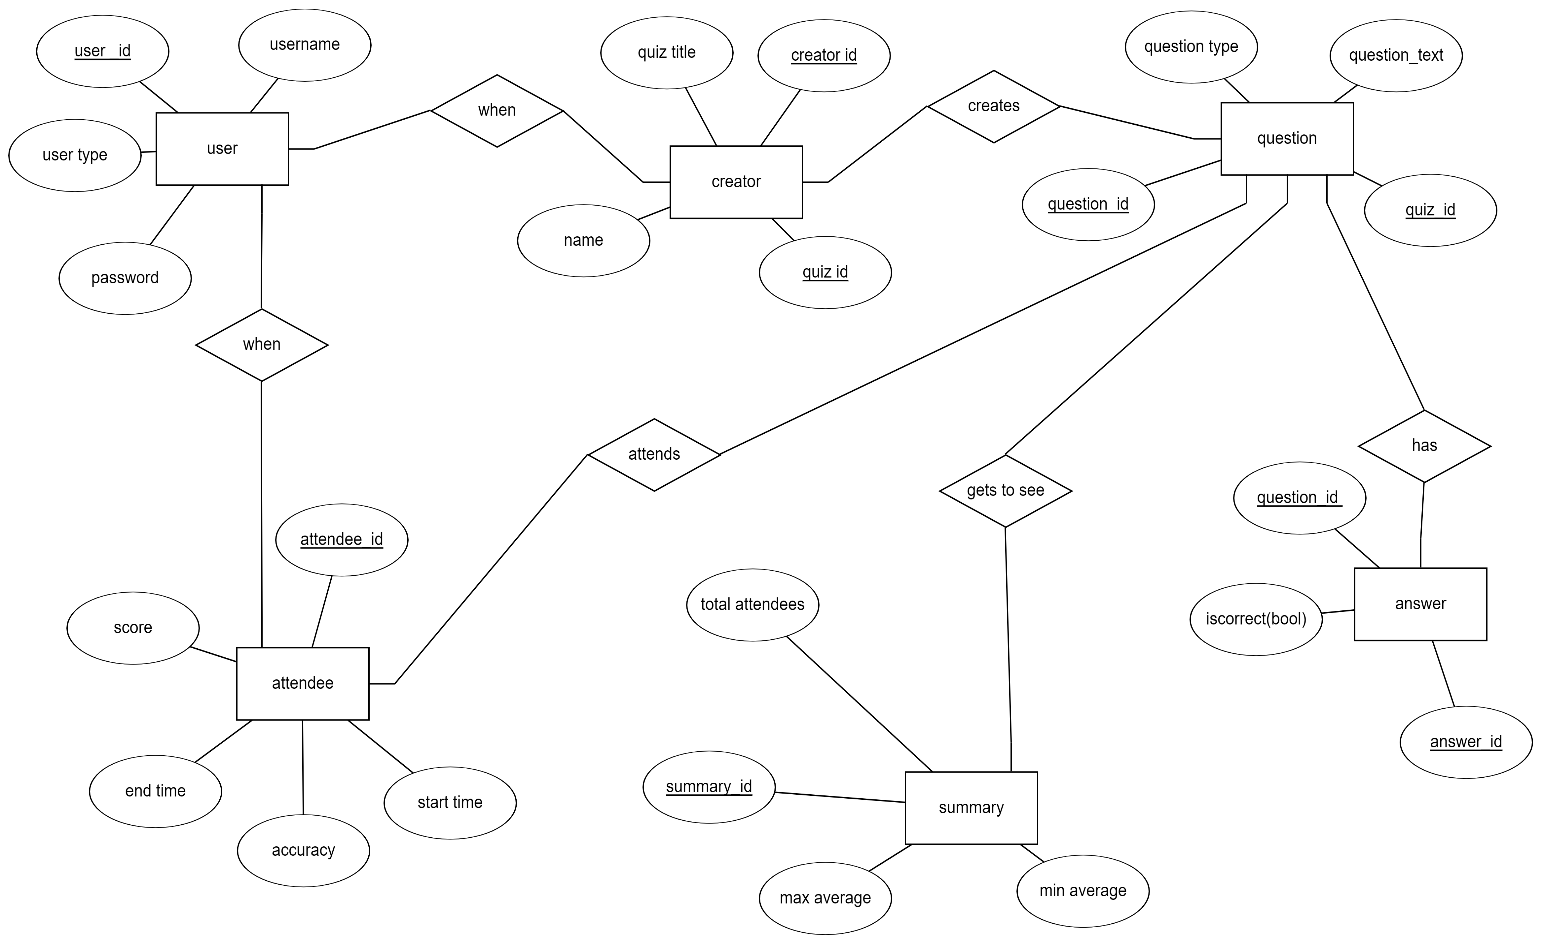 user _id
username
quiz title
creator id
question type
question_text
user type
user
when
creator
creates
question
name
quiz id
question_id
quiz_id
password
when
attends
gets to see
has
attendee_id
score
attendee
end time
accuracy
start time
total attendees
summary_id
summary
max average
min average
question_id
iscorrect(bool)
answer
answer_id